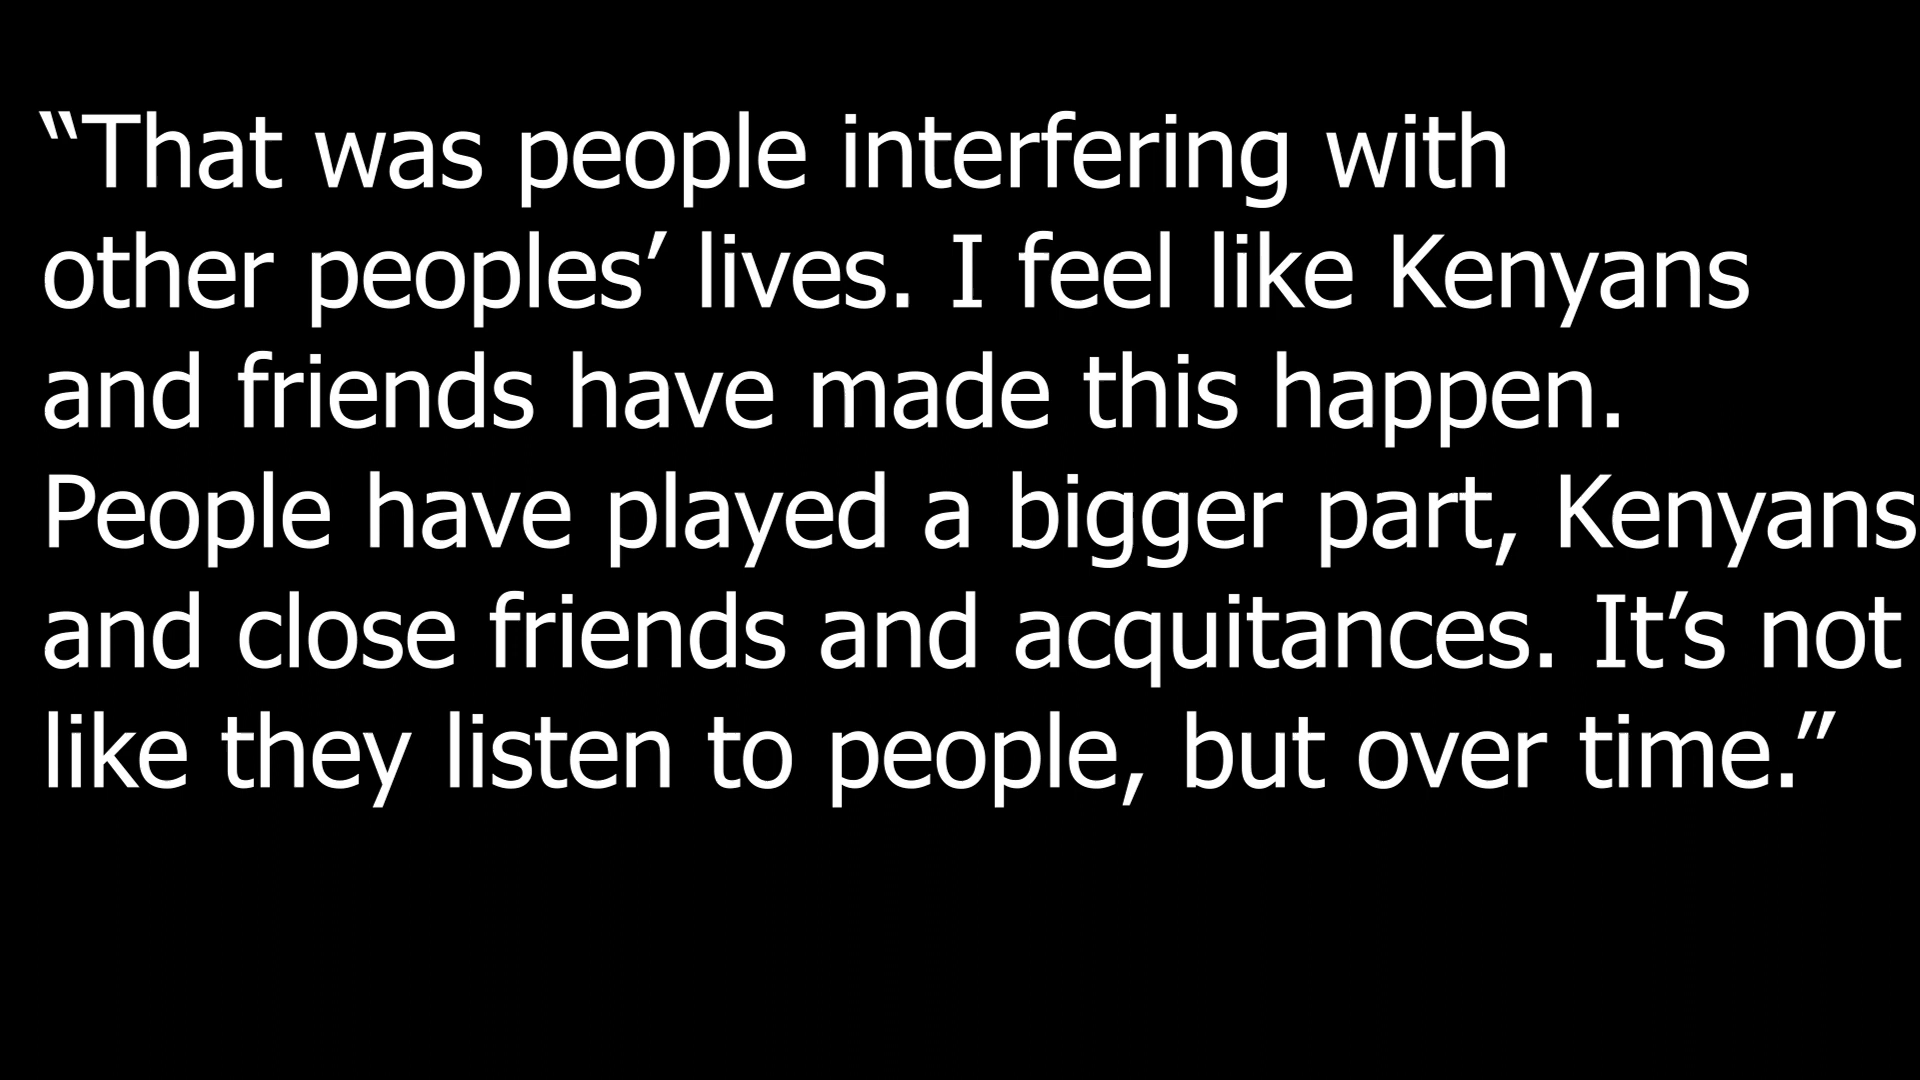 “That was people interfering with
other peoples’ lives. I feel like Kenyans
and friends have made this happen.
People have played a bigger part, Kenyans
and close friends and acquitances. It’s not
like they listen to people, but over time.”